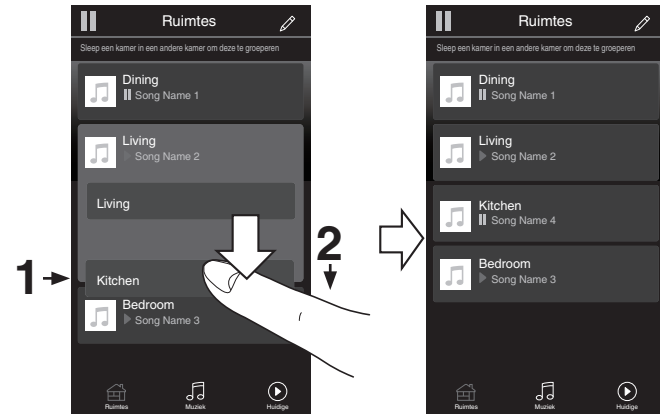 Ruimtes
Sleep een kamer in een andere kamer om deze te groeperen
Dining
Song Name 1
Living
Song Name 2
Living
1
2
Kitchen
Bedroom
Song Name 3
Ruimtes Muziek Huidige
Ruimtes
Sleep een kamer in een andere kamer om deze te groeperen
Dining
Song Name 1
Living
Song Name 2
Kitchen
Song Name 4
Bedroom
Song Name 3
Ruimtes Muziek Huidige